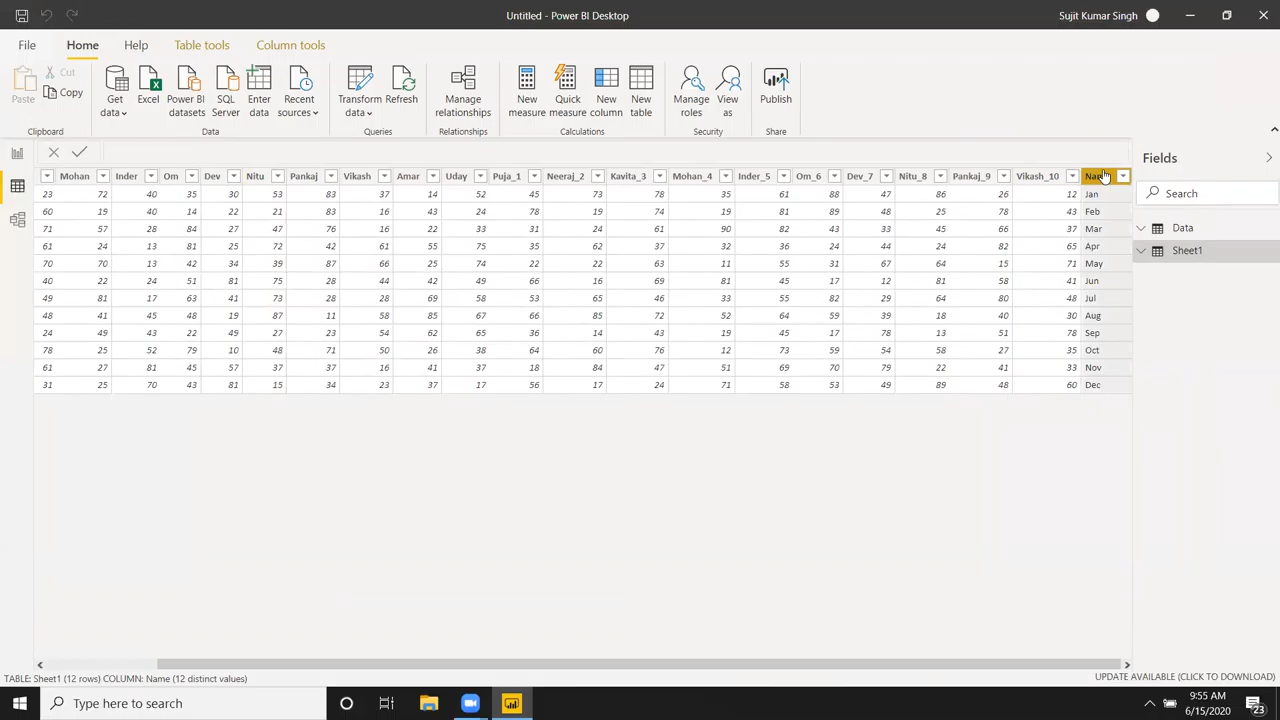 Untitled - Power BI Desktop
Sujit Kumar Singh
File Home Help Table tools Column tools
Paste
Cut
Copy
Get data
Excel
Power BI datasets
SQL Server
Enter data
Recent sources
Transform data
Refresh
Manage relationships
New measure
Quick measure
New column
New table
Manage roles
View as
Publish
Clipboard Data Queries Relationships Calculations Security Share
Fields
Search
Data
Sheet1
Mohan Inder Om Dev Nitu Pankaj Vikash Amar Uday Puja_1 Neeraj_2 Kavita_3 Mohan_4 Inder_5 Om_6 Dev_7 Nitu_8 Pankaj_9 Vikash_10
23 72 40 35 30 53 83 37 14 52 45 73 78 35 61 88 47 86 26 12 Jan
60 19 40 14 22 21 83 16 43 24 78 19 74 19 81 89 48 25 78 43 Feb
71 57 28 84 27 47 76 16 22 33 31 24 61 90 82 43 33 45 66 37 Mar
61 24 13 81 25 72 42 61 55 75 35 62 37 32 36 24 44 24 82 65 Apr
70 70 13 42 34 39 87 66 25 74 22 22 63 11 55 31 67 64 15 71 May
40 22 24 51 81 75 28 44 42 49 66 16 69 81 45 17 12 81 58 41 Jun
49 81 17 63 41 73 28 28 69 58 53 65 46 33 55 82 29 64 80 48 Jul
48 41 45 48 19 87 11 58 85 67 66 85 72 52 64 59 39 18 40 30 Aug
24 49 43 22 49 27 23 54 62 65 36 14 43 19 45 17 78 13 51 78 Sep
78 25 52 79 10 48 71 50 26 38 64 60 76 12 73 59 54 58 27 35 Oct
61 27 81 45 57 37 37 16 41 37 18 84 47 51 69 70 79 22 41 33 Nov
31 25 70 43 81 15 34 23 37 17 56 17 24 71 58 53 49 89 48 60 Dec
TABLE: Sheet1 (12 rows) COLUMN: Name (12 distinct values)
UPDATE AVAILABLE (CLICK TO DOWNLOAD)
Type here to search
9:55 AM
6/15/2020
23